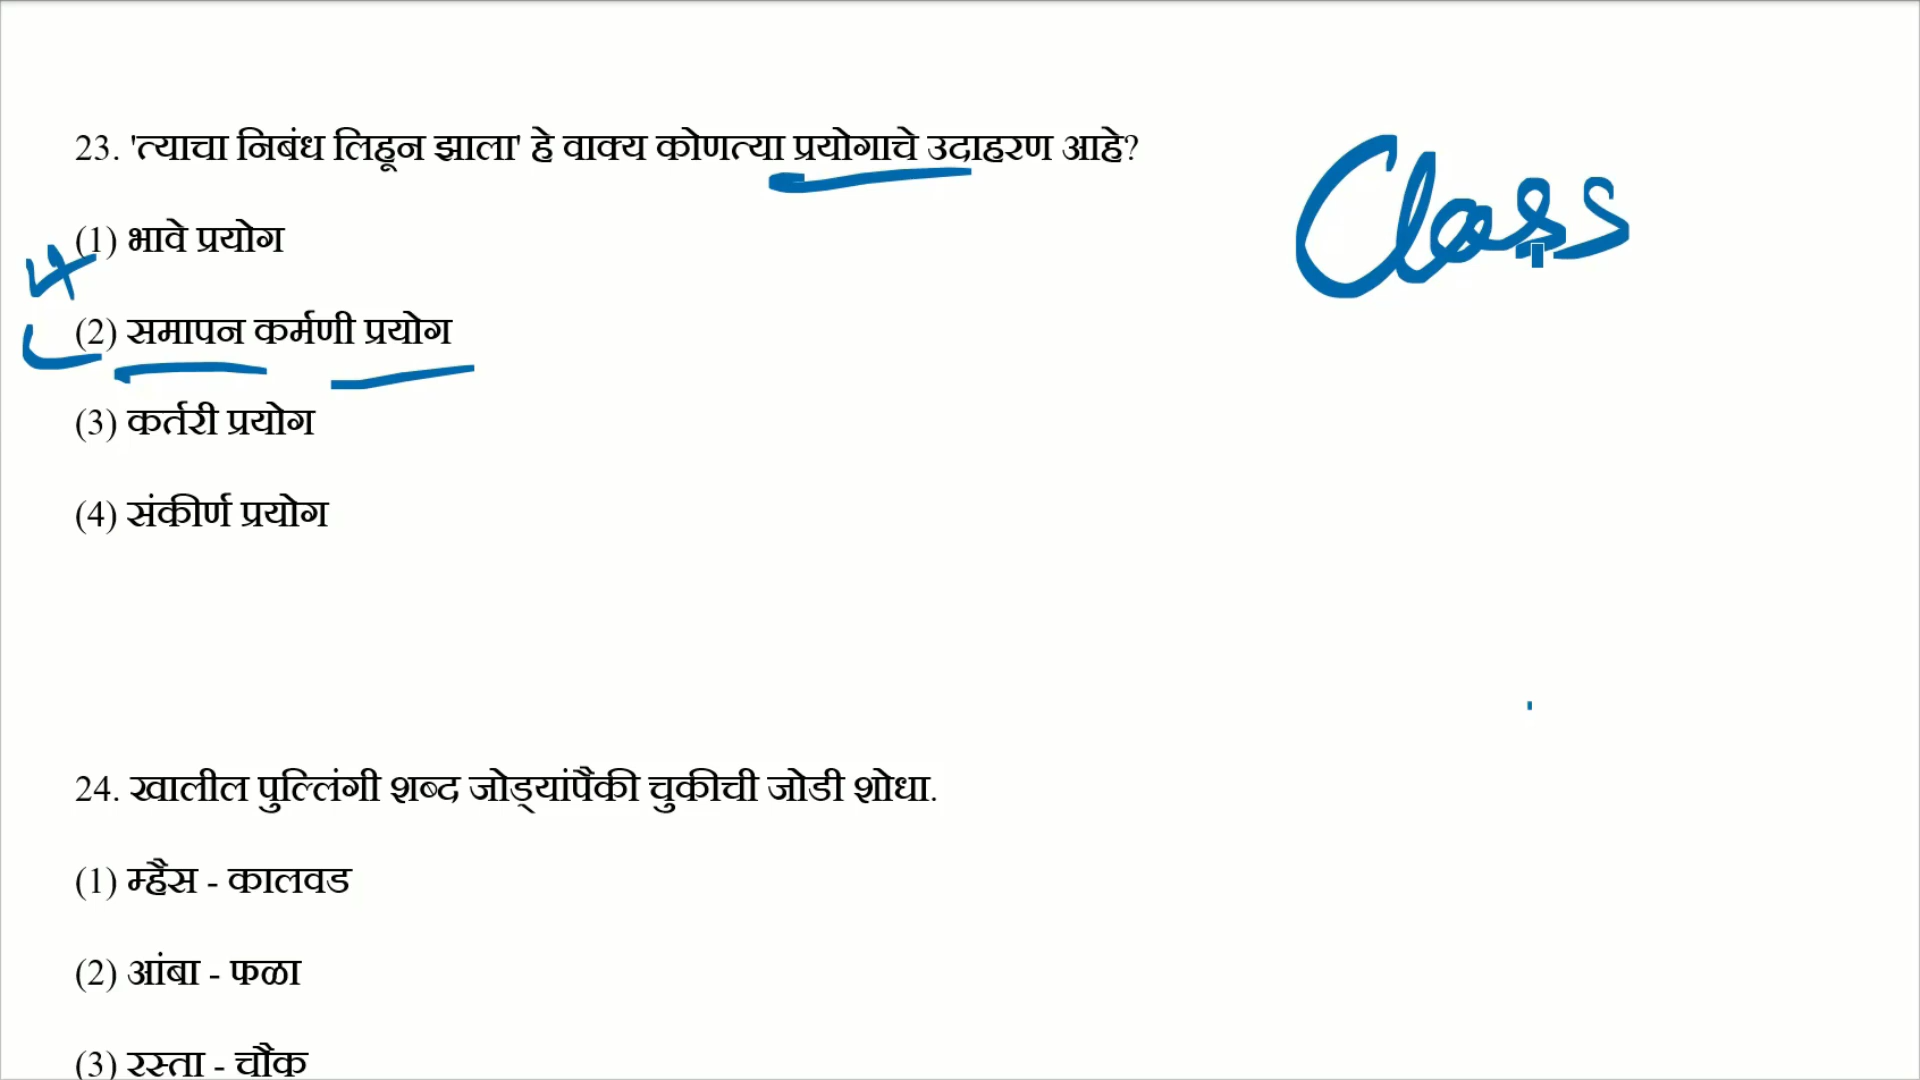 23. 'त्याचा निबंध लिहून झाला' हे वाक्य कोणत्या प्रयोगाचे उदाहरण आहे?
Class
(1) भावे प्रयोग
(2) समापन कर्मणी प्रयोग
(3) कर्तरी प्रयोग
(4) संकीर्ण प्रयोग
24. खालील पुल्लिंगी शब्द जोड्यांपैकी चुकीची जोडी शोधा.
(1) म्हैस - कालवड
(2) आंबा - फळा
(3) रस्ता - चौक